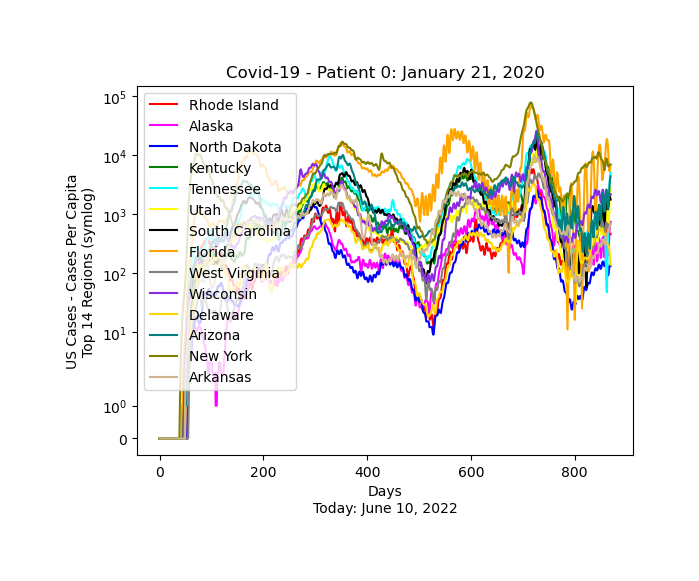 Covid-19 - Patient 0: January 21, 2020
US Cases - Cases Per Capita
Top 14 Regions (symlog)
10^5
10^4
10^3
10^2
10^1
10^0
0
Rhode Island
Alaska
North Dakota
Kentucky
Tennessee
Utah
South Carolina
Florida
West Virginia
Wisconsin
Delaware
Arizona
New York
Arkansas
0 200 400 600 800
Days
Today: June 10, 2022